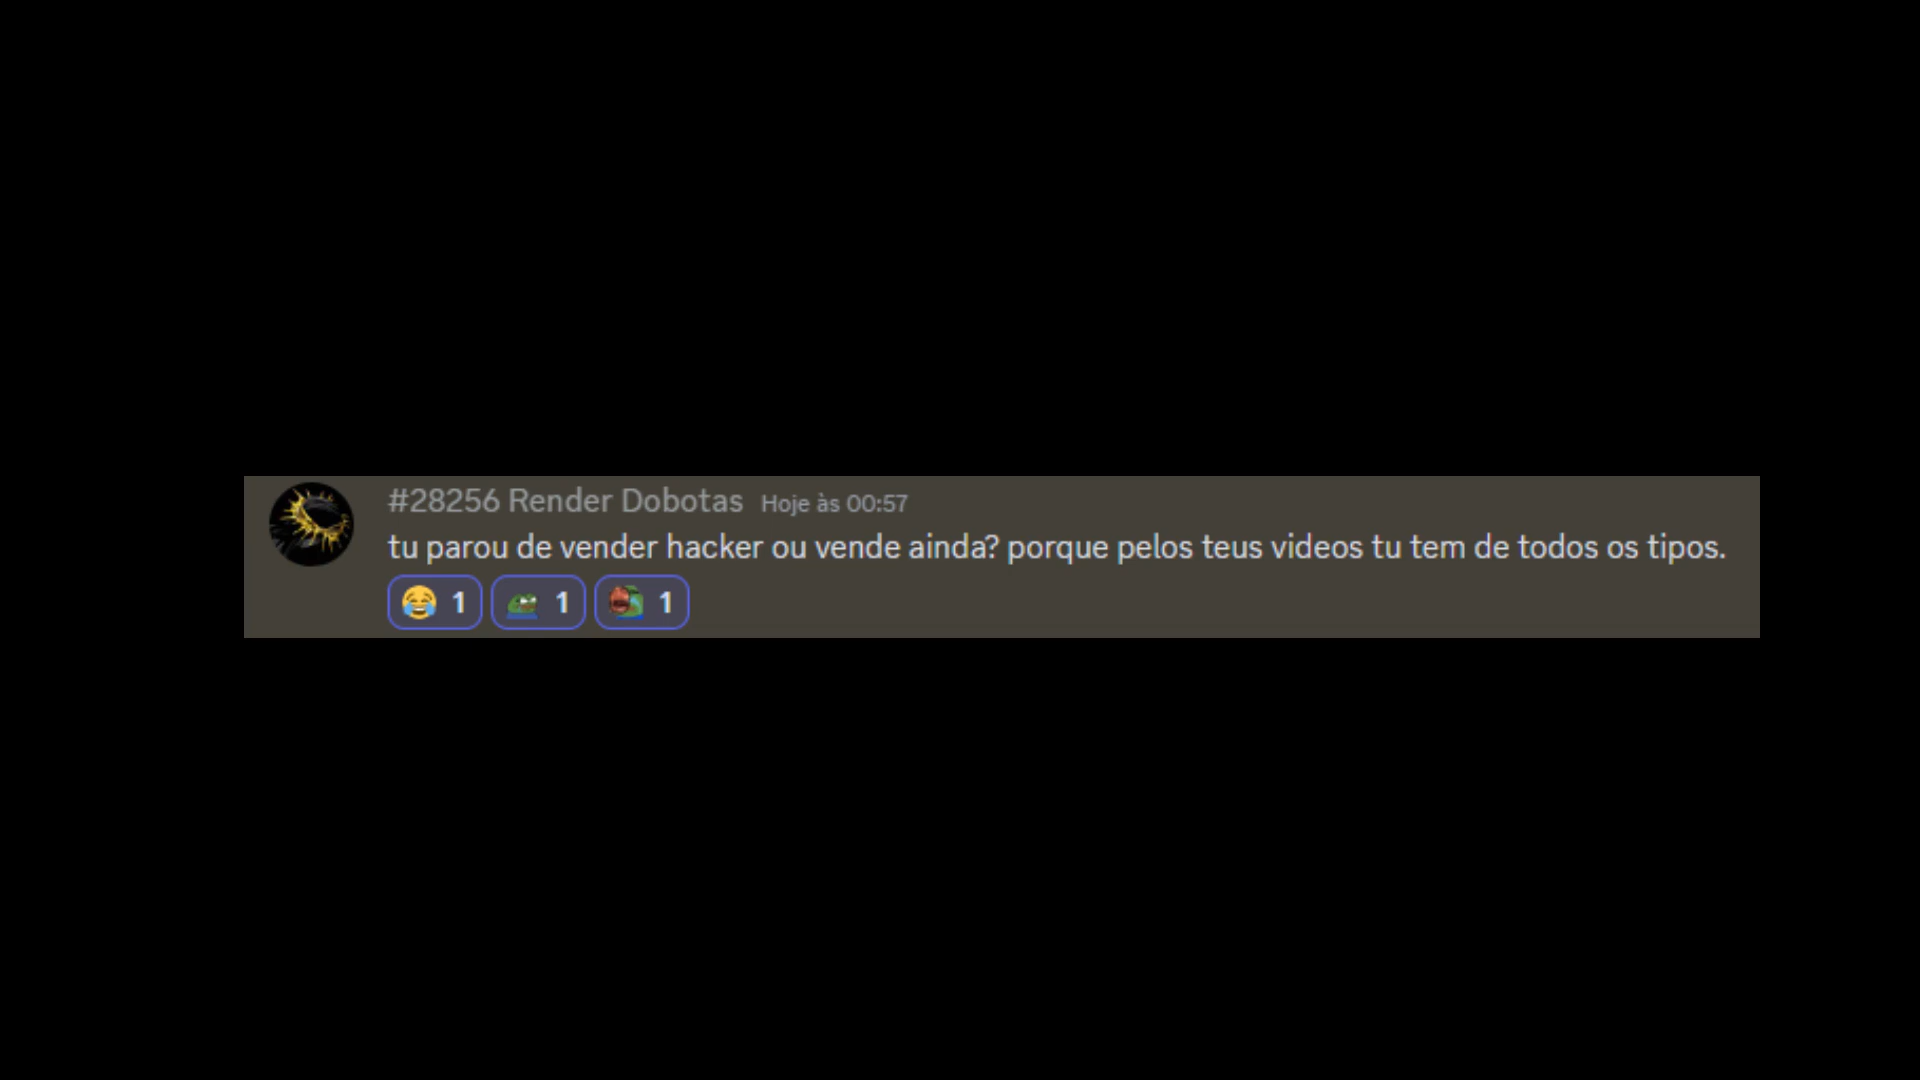 #28256 Render Dobotas Hoje às 00:57
tu parou de vender hacker ou vende ainda? porque pelos teus videos tu tem de todos os tipos.
1 1 1